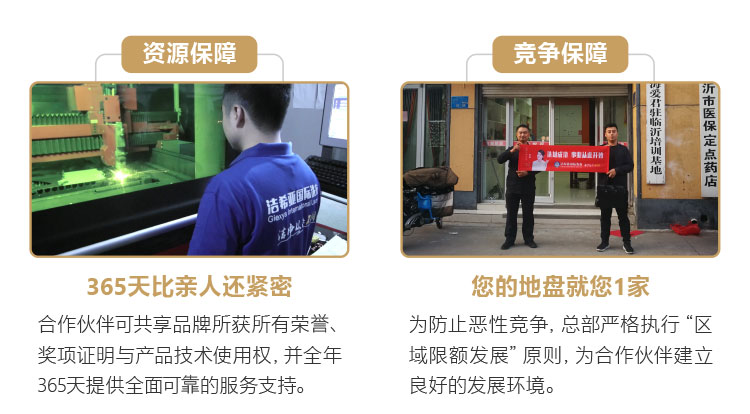 资源保障
竞争保障
洁希亚国际洗衣
海爱君驻临沂培训基地
沂市医保定点药店
365天比亲人还紧密
您的地盘就您1家
合作伙伴可共享品牌所获所有荣誉、
奖项证明与产品技术使用权，并全年
365天提供全面可靠的服务支持。
为防止恶性竞争，总部严格执行“区
域限额发展”原则，为合作伙伴建立
良好的发展环境。